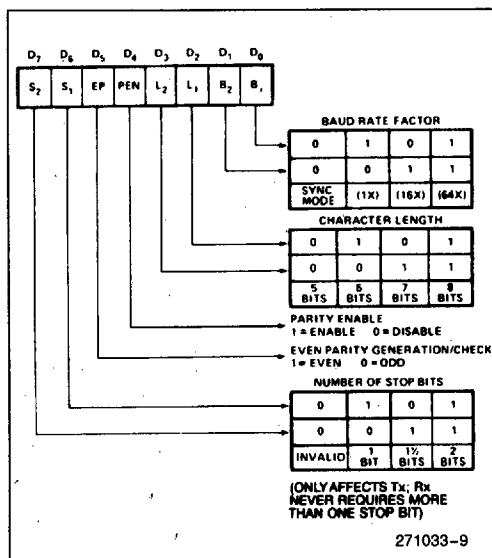 D7 D6 D5 D4 D3 D2 D1 D0
S2 S1 EP PEN L2 L1 B2 B1
BAUD RATE FACTOR
0 1 0 1
0 0 1 1
SYNC MODE (1X) (16X) (64X)
CHARACTER LENGTH
0 1 0 1
0 0 1 1
5 BITS 6 BITS 7 BITS 8 BITS
PARITY ENABLE
1 = ENABLE 0 = DISABLE
EVEN PARITY GENERATION/CHECK
1 = EVEN 0 = ODD
NUMBER OF STOP BITS
0 1 0 1
0 0 1 1
INVALID 1 BIT 1½ BITS 2 BITS
(ONLY AFFECTS Tx; Rx
NEVER REQUIRES MORE
THAN ONE STOP BIT)
271033-9